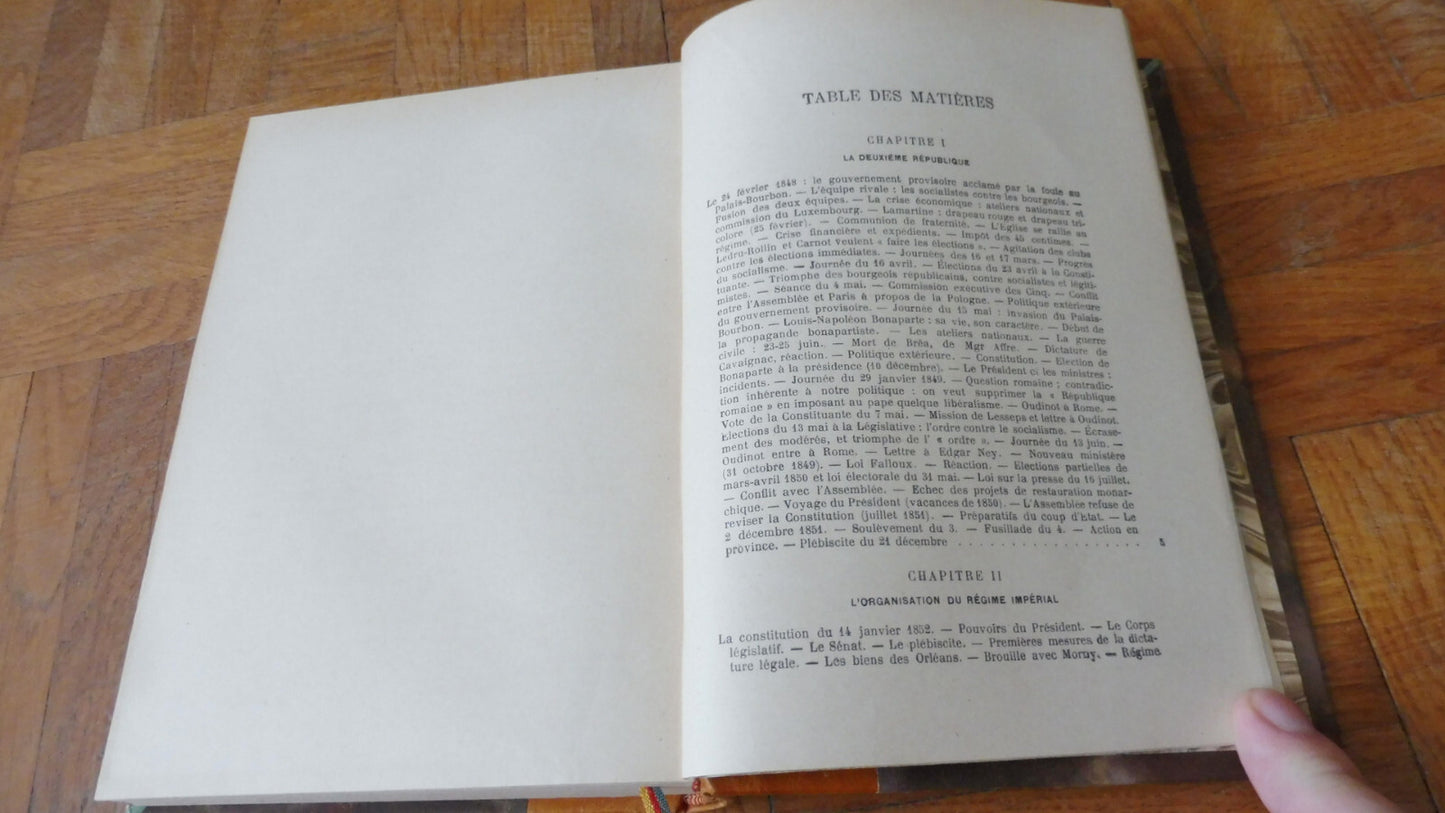 TABLE DES MATIÈRES
CHAPITRE I
LA DEUXIÈME RÉPUBLIQUE
Le 24 février 1848 : le gouvernement provisoire acclamé par la foule au
Palais-Bourbon. — L'équipe rivale : les socialistes contre les bourgeois. —
Fusion des deux équipes. — La crise économique : ateliers nationaux et
commission du Luxembourg. — Lamartine : drapeau rouge et drapeau tri-
colore (25 février). — Communion de fraternité. — L'Église se rallie au
régime. — Crise financière et expédients. — Impôt des 45 centimes. —
Ledru-Rollin et Carnot veulent « faire les élections ». — Agitation des clubs
contre les élections immédiates. — Journées des 16 et 17 mars. — Progrès
du socialisme. — Journée du 16 avril. — Élections du 23 avril à la Consti-
tuante. — Triomphe des bourgeois républicains, contre socialistes et légiti-
mistes. — Séance du 4 mai. — Commission exécutive des Cinq. — Conflit
entre l'Assemblée et Paris à propos de la Pologne. — Politique extérieure
du gouvernement provisoire. — Journée du 15 mai : invasion du Palais-
Bourbon. — Louis-Napoléon Bonaparte : sa vie, son caractère. — Début de
la propagande bonapartiste. — Les ateliers nationaux. — La guerre
civile : 23-25 juin. — Mort de Bréa, de Mgr Affre. — Dictature de
Cavaignac, réaction. — Politique extérieure. — Constitution. — Election de
Bonaparte à la présidence (10 décembre). — Le Président et les ministres :
incidents. — Journée du 29 janvier 1849. — Question romaine ; contradic-
tion inhérente à notre politique : on veut supprimer la « République
romaine » en imposant au pape quelque libéralisme. — Oudinot à Rome. —
Vote de la Constituante du 7 mai. — Mission de Lesseps et lettre à Oudinot.
Elections du 13 mai à la Législative : l'ordre contre le socialisme. — Écrase-
ment des modérés, et triomphe de l' « ordre ». — Journée du 13 juin. —
Oudinot entre à Rome. — Lettre à Edgar Ney. — Nouveau ministère
(31 octobre 1849). — Loi Falloux. — Réaction. — Elections partielles de
mars-avril 1850 et loi électorale du 31 mai. — Loi sur la presse du 16 juillet.
— Conflit avec l'Assemblée. — Echec des projets de restauration monar-
chique. — Voyage du Président (vacances de 1850). — L'Assemblée refuse de
reviser la Constitution (juillet 1851). — Préparatifs du coup d'Etat. — Le
2 décembre 1851. — Soulèvement du 3. — Fusillade du 4. — Action en
province. — Plébiscite du 21 décembre . . . . . . . . . . . . . . . . . 5
CHAPITRE II
L'ORGANISATION DU RÉGIME IMPÉRIAL
La constitution du 14 janvier 1852. — Pouvoirs du Président. — Le Corps
législatif. — Le Sénat. — Le plébiscite. — Premières mesures de la dicta-
ture légale. — Les biens des Orléans. — Brouille avec Morny. — Régime